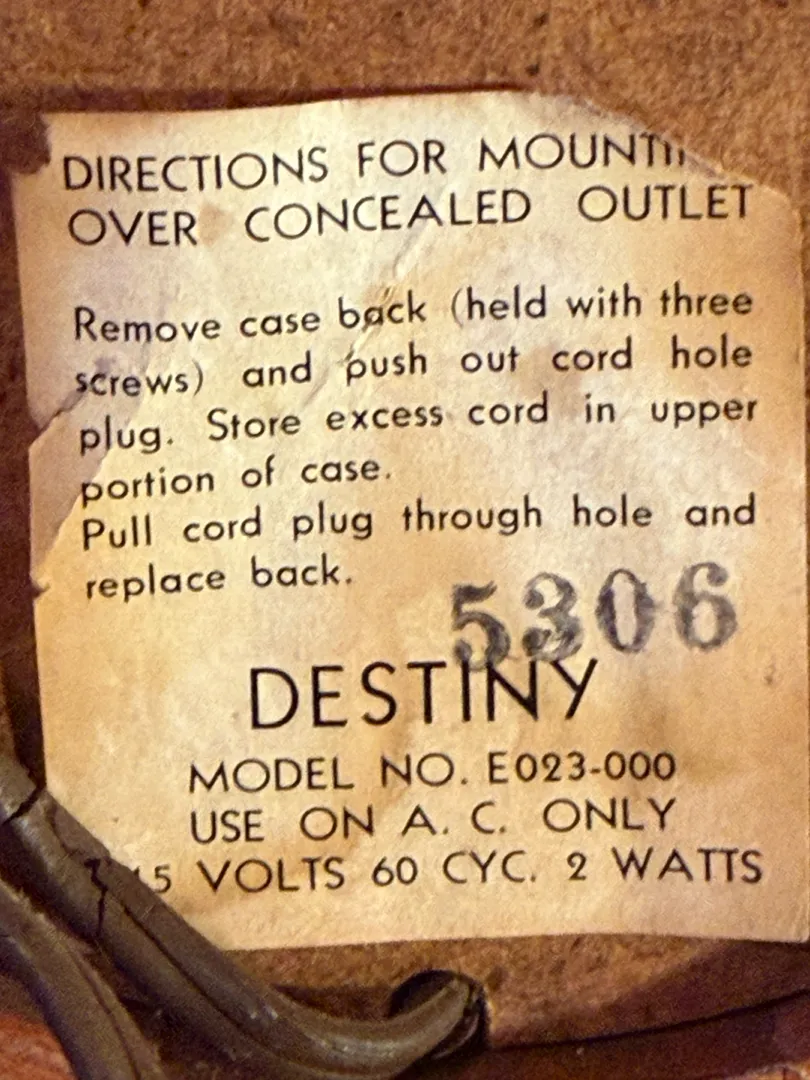 DIRECTIONS FOR
OVER CONCEALED OUTLET
Remove case back (held with three
screws) and push out cord hole
plug. Store excess cord in upper
portion of case.
Pull cord plug through hole and
replace back.
5306
DESTINY
MODEL NO. E023-000
USE ON A. C. ONLY
VOLTS 60 CYC. 2 WATTS